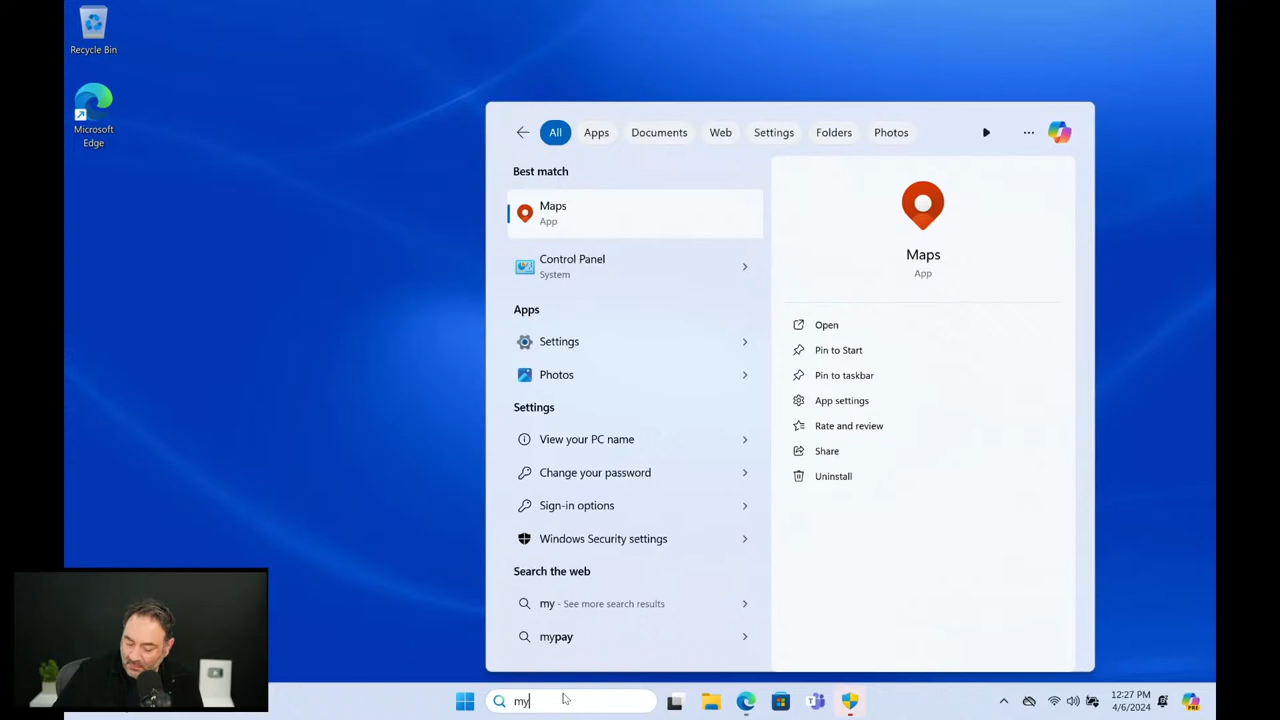 Recycle Bin
Microsoft
Edge
All
Apps
Documents
Web
Settings
Folders
Photos
Best match
Maps
App
Control Panel
System
Apps
Settings
Photos
Settings
View your PC name
Change your password
Sign-in options
Windows Security settings
Search the web
my - See more search results
mypay
Maps
App
Open
Pin to Start
Pin to taskbar
App settings
Rate and review
Share
Uninstall
my
12:27 PM
4/6/2024
PRE